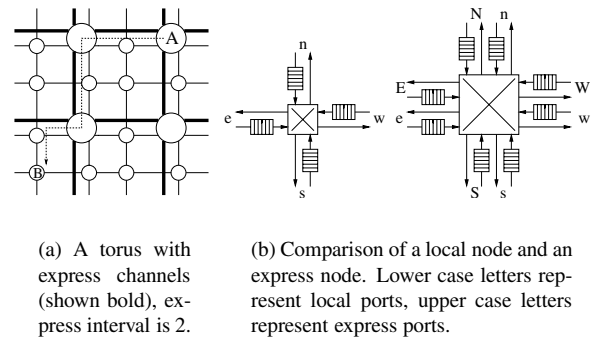 A
B
n
e
w
s
N
n
E
W
e
w
S
s
(a) A torus with
express channels
(shown bold), ex-
press interval is 2.
(b) Comparison of a local node and an
express node. Lower case letters rep-
resent local ports, upper case letters
represent express ports.